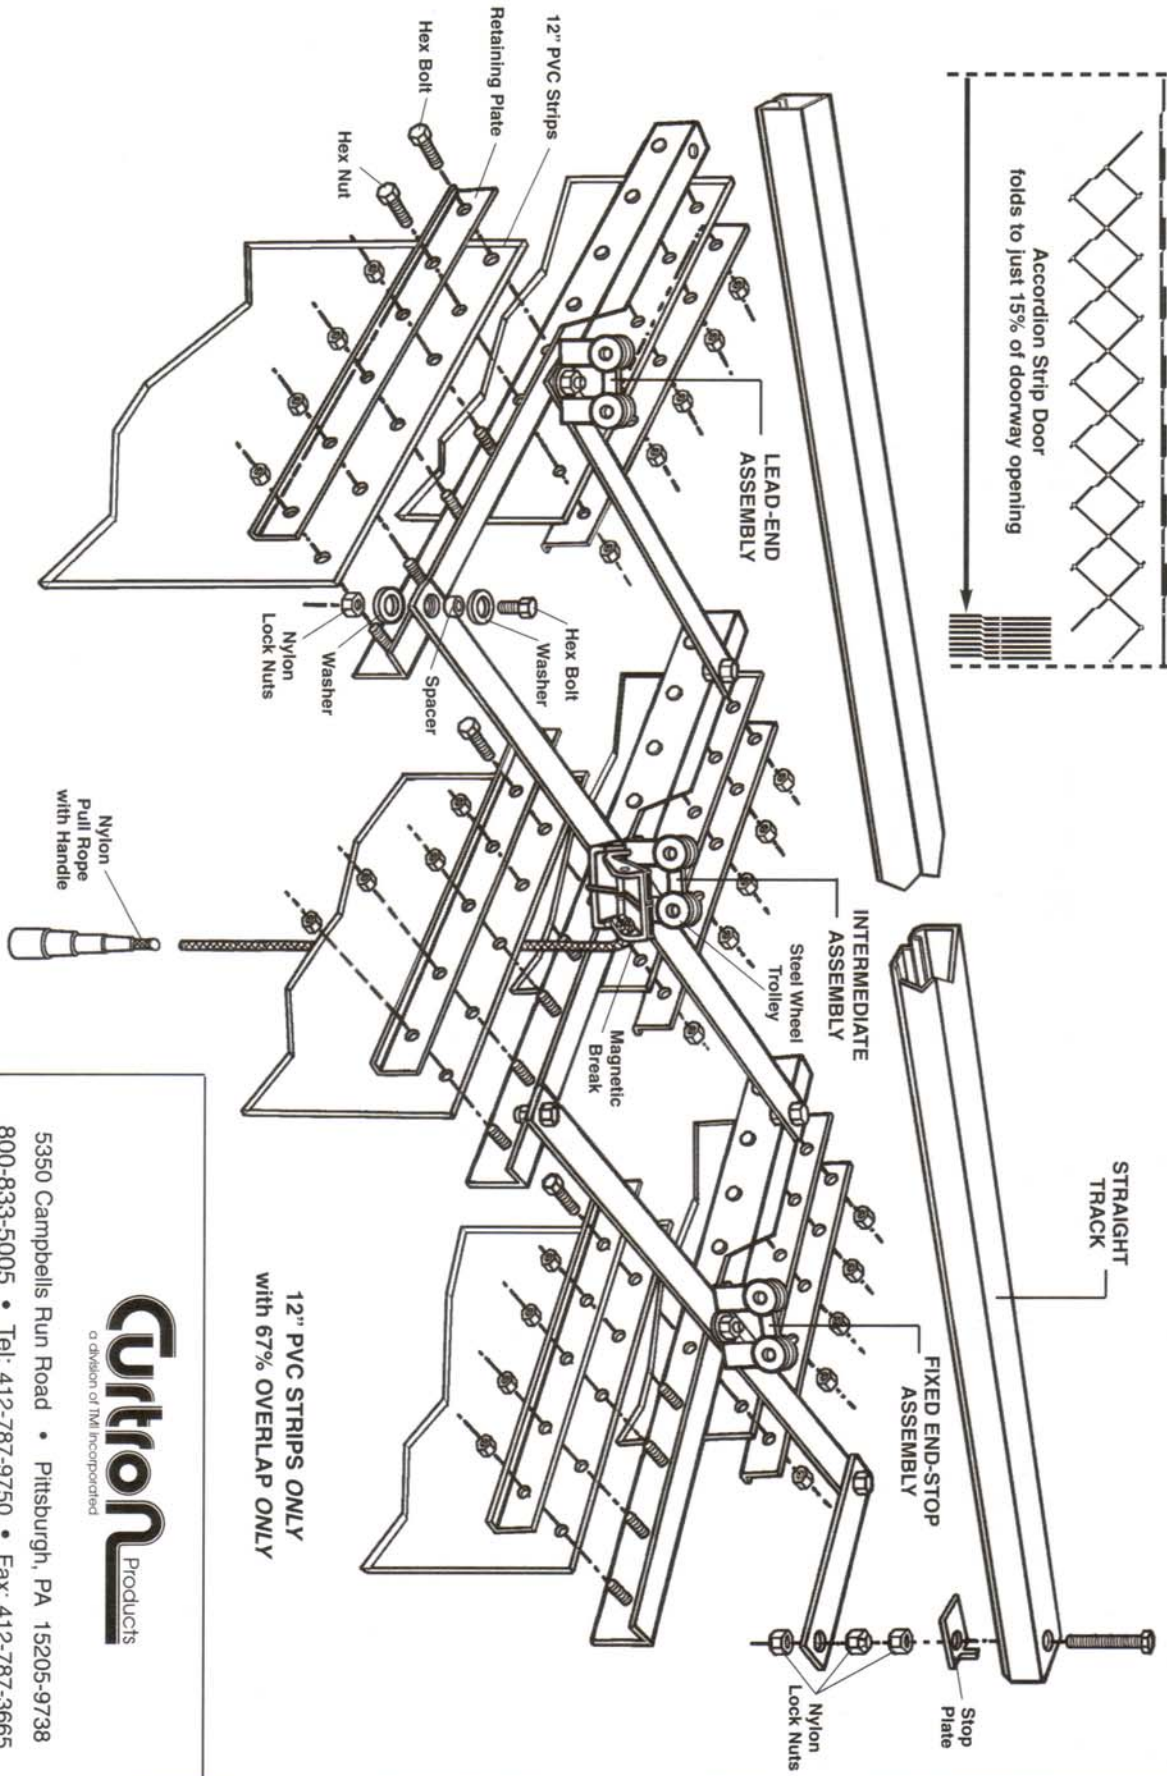 Accordion Strip Door
folds to just 15% of doorway opening
STRAIGHT
TRACK
12" PVC Strips
Retaining Plate
Hex Bolt
Hex Nut
LEAD-END
ASSEMBLY
INTERMEDIATE
ASSEMBLY
Steel Wheel
Trolley
FIXED END-STOP
ASSEMBLY
Stop
Plate
Nylon
Lock Nuts
Hex Bolt
Washer
Spacer
Washer
Nylon
Lock Nuts
Magnetic
Break
Nylon
Pull Rope
with Handle
12" PVC STRIPS ONLY
with 67% OVERLAP ONLY
Curtron Products
a division of TMI Incorporated
5350 Campbells Run Road • Pittsburgh, PA 15205-9738
800-833-5005 • Tel: 412-787-9750 • Fax: 412-787-3665